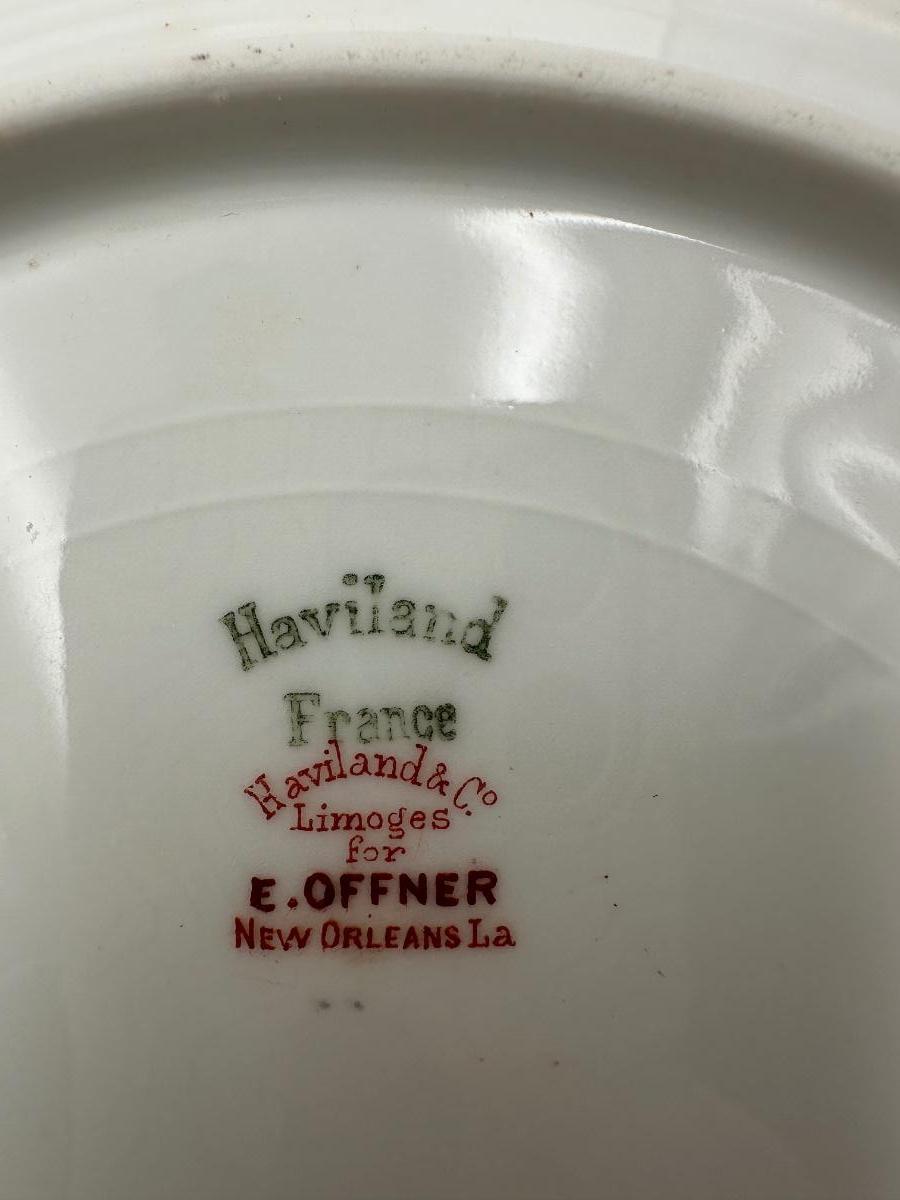 Haviland
France
Haviland & Co.
Limoges
for
E. OFFNER
NEW ORLEANS La